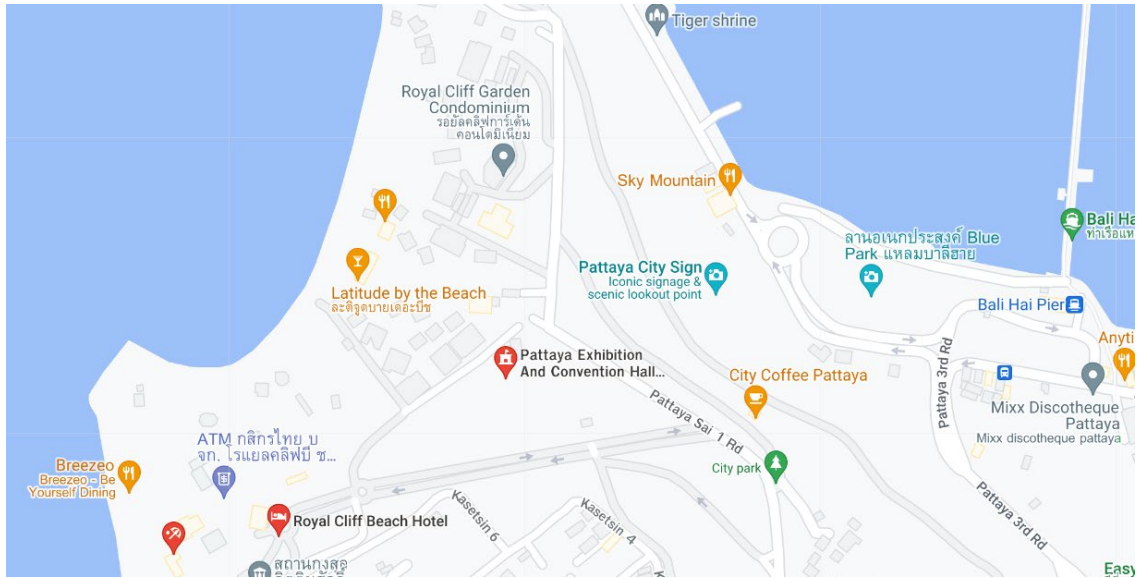 Tiger shrine
Royal Cliff Garden
Condominium
รอยัลคลิฟการ์เด้น
คอนโดมิเนียม
Sky Mountain
Bali Ha
ท่าเรือแห
ลานอเนกประสงค์ Blue
Park แหลมบาลีฮาย
Pattaya City Sign
Iconic signage &
scenic lookout point
Latitude by the Beach
ละติจูดบายเดอะบีช
Bali Hai Pier
Anyti
Pattaya Exhibition
And Convention Hall...
City Coffee Pattaya
Pattaya 3rd Rd
Mixx Discotheque
Pattaya
Mixx discotheque pattaya
Pattaya Sai 1 Rd
ATM กสิกรไทย บ
จก. โรแยลคลิฟบี ช...
Breezeo
Breezeo - Be
Yourself Dining
City park
Pattaya 3rd Rd
Kasetsin 6
Kasetsin 4
Royal Cliff Beach Hotel
สถานกงสุล
Easy